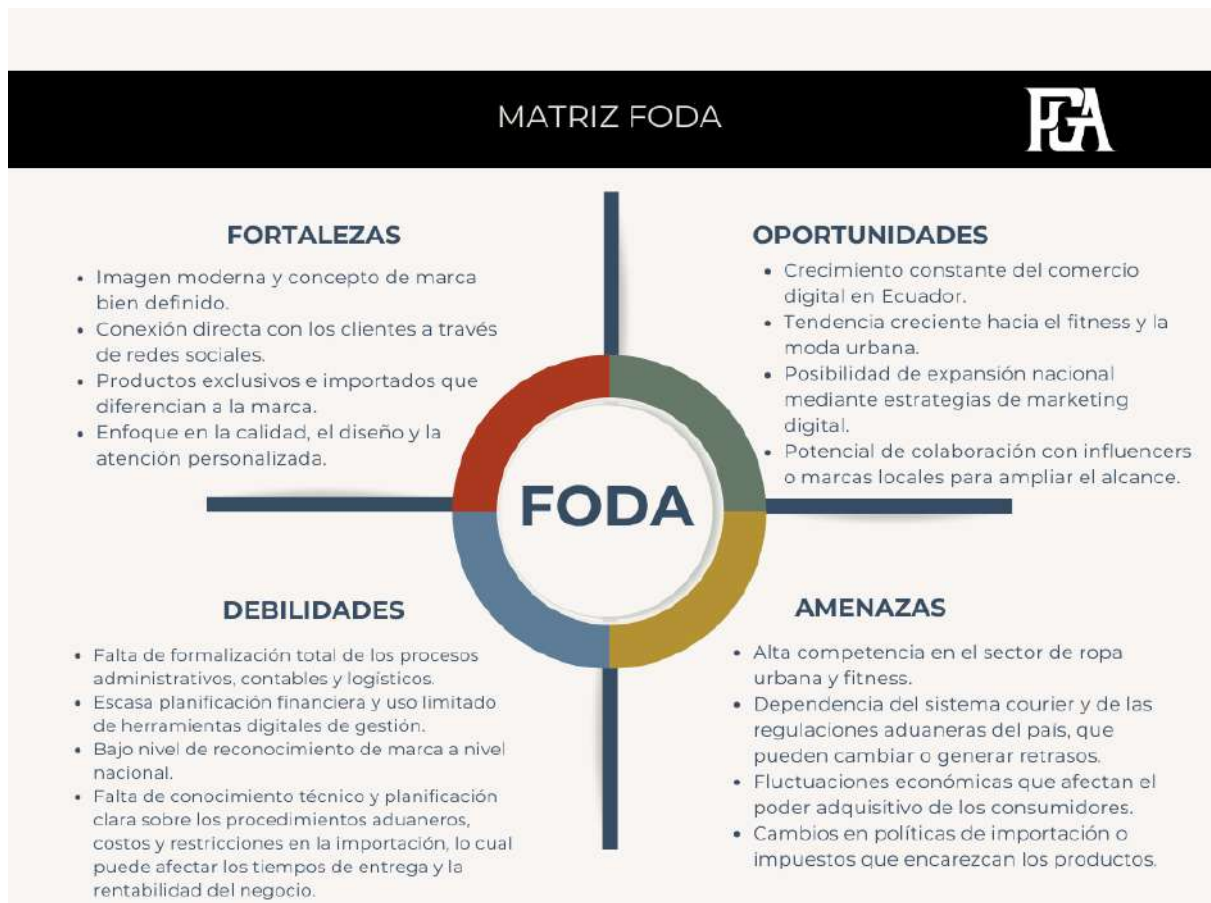 MATRIZ FODA
PGA
FORTALEZAS
• Imagen moderna y concepto de marca
bien definido.
• Conexión directa con los clientes a través
de redes sociales.
• Productos exclusivos e importados que
diferencian a la marca.
• Enfoque en la calidad, el diseño y la
atención personalizada.
OPORTUNIDADES
• Crecimiento constante del comercio
digital en Ecuador.
• Tendencia creciente hacia el fitness y la
moda urbana.
• Posibilidad de expansión nacional
mediante estrategias de marketing
digital.
• Potencial de colaboración con influencers
o marcas locales para ampliar el alcance.
FODA
DEBILIDADES
• Falta de formalización total de los procesos
administrativos, contables y logísticos.
• Escasa planificación financiera y uso limitado
de herramientas digitales de gestión.
• Bajo nivel de reconocimiento de marca a nivel
nacional.
• Falta de conocimiento técnico y planificación
clara sobre los procedimientos aduaneros,
costos y restricciones en la importación, lo cual
puede afectar los tiempos de entrega y la
rentabilidad del negocio.
AMENAZAS
• Alta competencia en el sector de ropa
urbana y fitness.
• Dependencia del sistema courier y de las
regulaciones aduaneras del país, que
pueden cambiar o generar retrasos.
• Fluctuaciones económicas que afectan el
poder adquisitivo de los consumidores.
• Cambios en políticas de importación o
impuestos que encarezcan los productos.